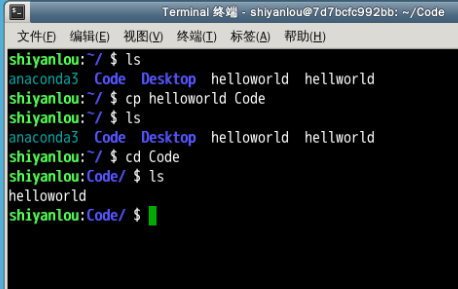 Terminal 终端 - shiyanlou@7d7bcfc992bb: ~/Code
文件(F) 编辑(E) 视图(V) 终端(T) 标签(A) 帮助(H)
shiyanlou:~/ $ ls
anaconda3 Code Desktop helloworld hellworld
shiyanlou:~/ $ cp helloworld Code
shiyanlou:~/ $ ls
anaconda3 Code Desktop helloworld hellworld
shiyanlou:~/ $ cd Code
shiyanlou:Code/ $ ls
helloworld
shiyanlou:Code/ $